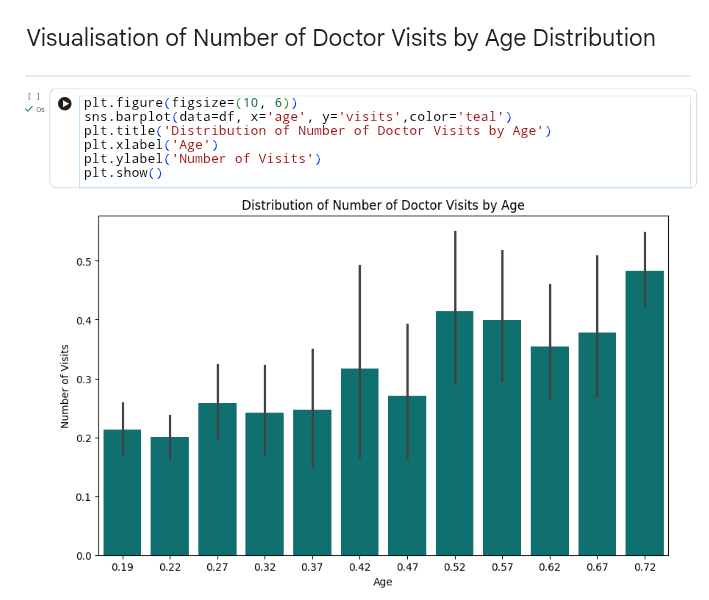 Visualisation of Number of Doctor Visits by Age Distribution
[ ]
0s
plt.figure(figsize=(10, 6))
sns.barplot(data=df, x='age', y='visits',color='teal')
plt.title('Distribution of Number of Doctor Visits by Age')
plt.xlabel('Age')
plt.ylabel('Number of Visits')
plt.show()
Distribution of Number of Doctor Visits by Age
Number of Visits
0.5
0.4
0.3
0.2
0.1
0.0
0.19 0.22 0.27 0.32 0.37 0.42 0.47 0.52 0.57 0.62 0.67 0.72
Age